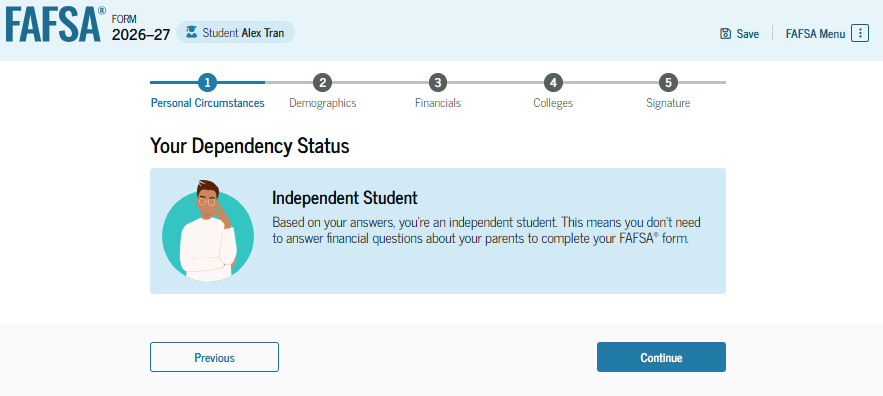 FAFSA® FORM
2026–27 Student Alex Tran Save FAFSA Menu
1 2 3 4 5
Personal Circumstances Demographics Financials Colleges Signature
Your Dependency Status
Independent Student
Based on your answers, you're an independent student. This means you don't need
to answer financial questions about your parents to complete your FAFSA® form.
Previous Continue